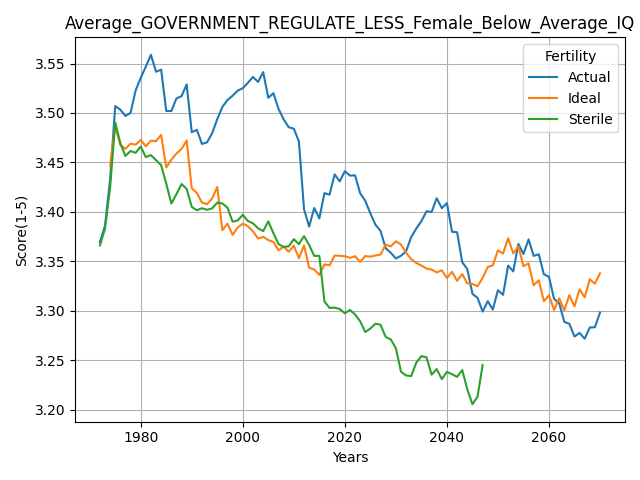 Average_GOVERNMENT_REGULATE_LESS_Female_Below_Average_IQ
Fertility
Actual
Ideal
Sterile
Score(1-5)
3.55
3.50
3.45
3.40
3.35
3.30
3.25
3.20
1980 2000 2020 2040 2060
Years